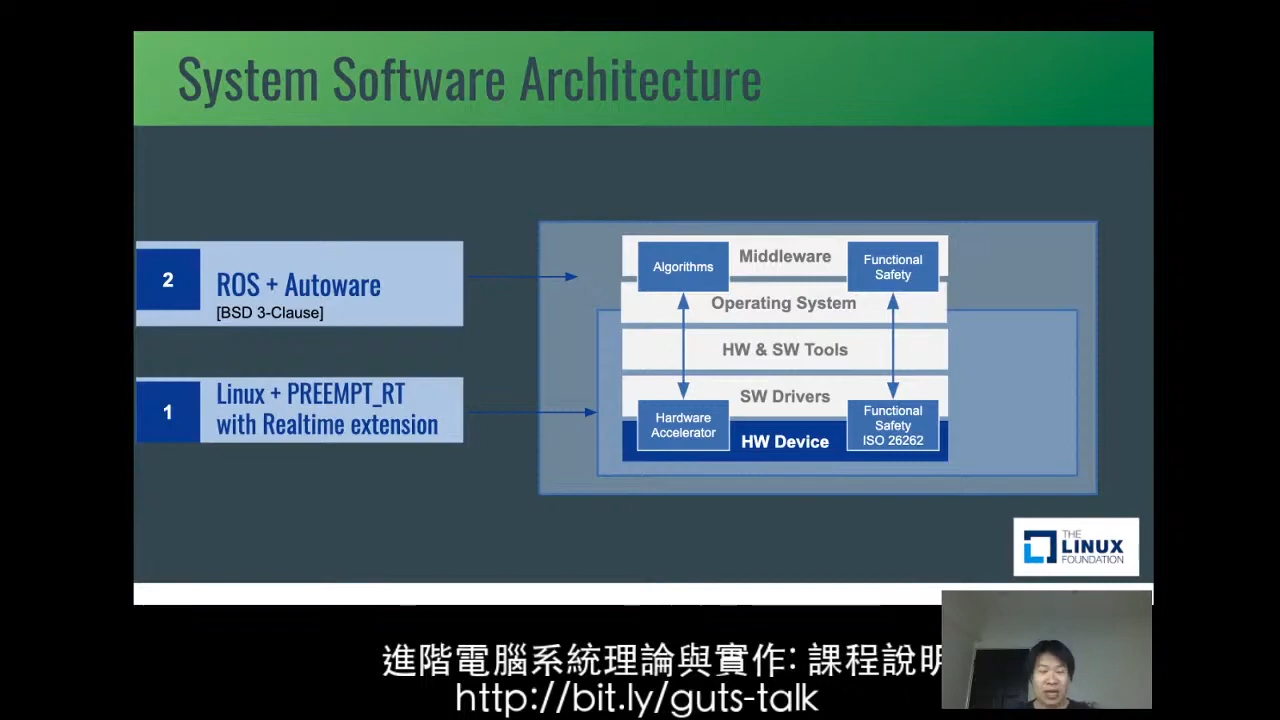 System Software Architecture
2
ROS + Autoware
[BSD 3-Clause]
1
Linux + PREEMPT_RT
with Realtime extension
Algorithms
Middleware
Functional
Safety
Operating System
HW & SW Tools
SW Drivers
Hardware
Accelerator
HW Device
Functional
Safety
ISO 26262
THE
LINUX
FOUNDATION
進階電腦系統理論與實作: 課程說明
http://bit.ly/guts-talk